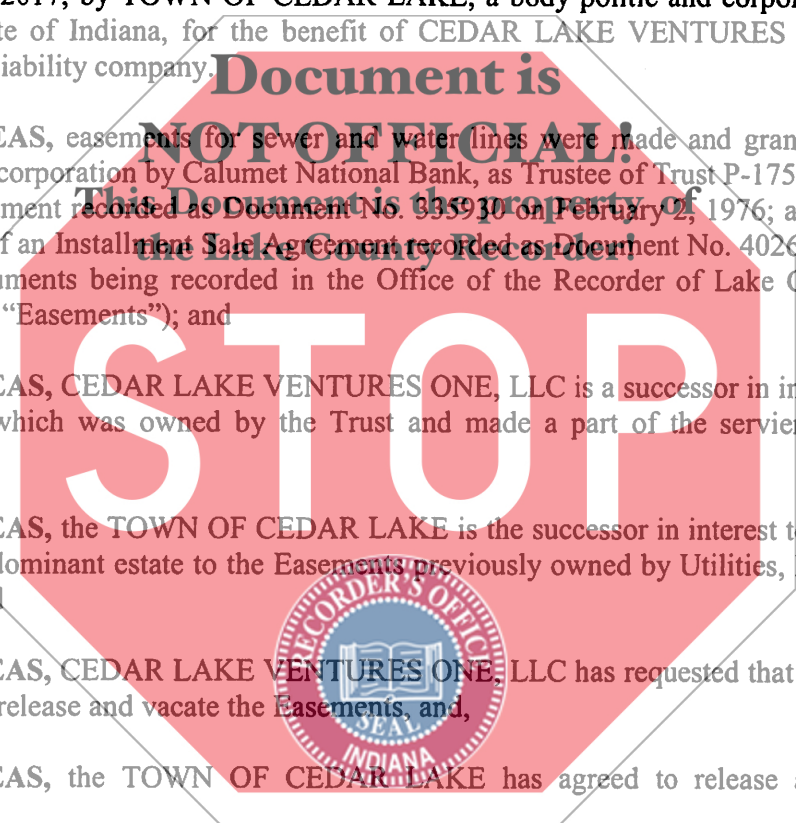 2017, by TOWN OF CEDAR LAKE, a body politic and corpor
te of Indiana, for the benefit of CEDAR LAKE VENTURES
iability company.
Document is
NOT OFFICIAL!
EAS, easements for sewer and water lines were made and gran
corporation by Calumet National Bank, as Trustee of Trust P-175
This Document is the property of
ment recorded as Document No. 335930 on February 2, 1976; a
the Lake County Recorder!
f an Installment Sale Agreement recorded as Document No. 4026
uments being recorded in the Office of the Recorder of Lake C
"Easements"); and
STOP
EAS, CEDAR LAKE VENTURES ONE, LLC is a successor in in
which was owned by the Trust and made a part of the servien
EAS, the TOWN OF CEDAR LAKE is the successor in interest to
dominant estate to the Easements previously owned by Utilities,
RECORDER'S OFFICE
EAS, CEDAR LAKE VENTURES ONE, LLC has requested that
release and vacate the Easements, and,
SEAL
INDIANA
EAS, the TOWN OF CEDAR LAKE has agreed to release a